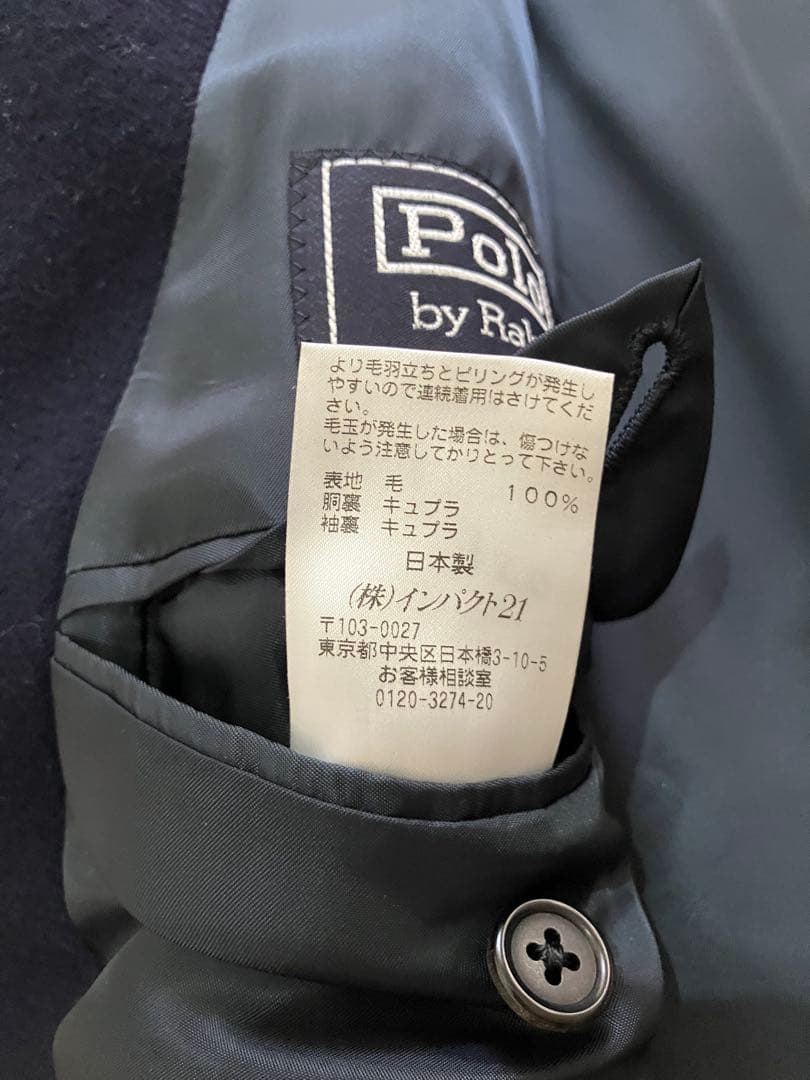 Polo
by Ral
より毛羽立ちとピリングが発生し
やすいので連続着用はさけてくだ
さい。
毛玉が発生した場合は、傷つけな
いよう注意してかりとって下さい。
表地 毛 100%
胴裏 キュプラ
袖裏 キュプラ
日本製
(株)インパクト21
〒103-0027
東京都中央区日本橋3-10-5
お客様相談室
0120-3274-20